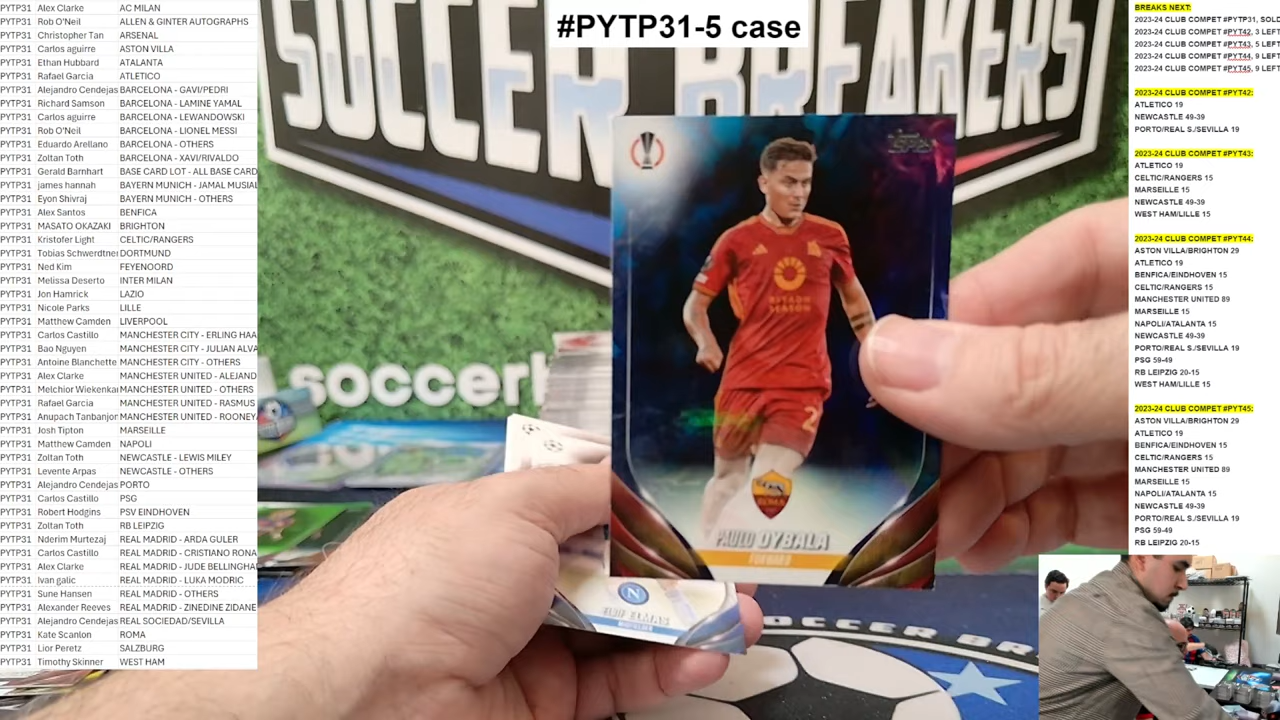 PYTP31 Alex Clarke AC MILAN
PYTP31 Rob O'Neil ALLEN & GINTER AUTOGRAPHS
PYTP31 Christopher Tan ARSENAL
PYTP31 Carlos aguirre ASTON VILLA
PYTP31 Ethan Hubbard ATALANTA
PYTP31 Rafael Garcia ATLETICO
PYTP31 Alejandro Cendejas BARCELONA - GAVI/PEDRI
PYTP31 Richard Samson BARCELONA - LAMINE YAMAL
PYTP31 Carlos aguirre BARCELONA - LEWANDOWSKI
PYTP31 Rob O'Neil BARCELONA - LIONEL MESSI
PYTP31 Eduardo Arellano BARCELONA - OTHERS
PYTP31 Zoltan Toth BARCELONA - XAVI/RIVALDO
PYTP31 Gerald Barnhart BASE CARD LOT - ALL BASE CARD
PYTP31 james hannah BAYERN MUNICH - JAMAL MUSIAL
PYTP31 Eyon Shivraj BAYERN MUNICH - OTHERS
PYTP31 Alex Santos BENFICA
PYTP31 MASATO OKAZAKI BRIGHTON
PYTP31 Kristofer Light CELTIC/RANGERS
PYTP31 Tobias Schwerdtner DORTMUND
PYTP31 Ned Kim FEYENOORD
PYTP31 Melissa Deserto INTER MILAN
PYTP31 Jon Hamrick LAZIO
PYTP31 Nicole Parks LILLE
PYTP31 Matthew Camden LIVERPOOL
PYTP31 Carlos Castillo MANCHESTER CITY - ERLING HAA
PYTP31 Bao Nguyen MANCHESTER CITY - JULIAN ALVA
PYTP31 Antoine Blanchette MANCHESTER CITY - OTHERS
PYTP31 Alex Clarke MANCHESTER UNITED - ALEJAND
PYTP31 Melchior Wiekenkar MANCHESTER UNITED - OTHERS
PYTP31 Rafael Garcia MANCHESTER UNITED - RASMUS
PYTP31 Anupach Tanbanjon MANCHESTER UNITED - ROONEY
PYTP31 Josh Tipton MARSEILLE
PYTP31 Matthew Camden NAPOLI
PYTP31 Zoltan Toth NEWCASTLE - LEWIS MILEY
PYTP31 Levente Arpas NEWCASTLE - OTHERS
PYTP31 Alejandro Cendejas PORTO
PYTP31 Carlos Castillo PSG
PYTP31 Robert Hodgins PSV EINDHOVEN
PYTP31 Zoltan Toth RB LEIPZIG
PYTP31 Nderim Murtezaj REAL MADRID - ARDA GULER
PYTP31 Carlos Castillo REAL MADRID - CRISTIANO RONA
PYTP31 Alex Clarke REAL MADRID - JUDE BELLINGHA
PYTP31 Ivan galic REAL MADRID - LUKA MODRIC
PYTP31 Sune Hansen REAL MADRID - OTHERS
PYTP31 Alexander Reeves REAL MADRID - ZINEDINE ZIDANE
PYTP31 Alejandro Cendejas REAL SOCIEDAD/SEVILLA
PYTP31 Kate Scanlon ROMA
PYTP31 Lior Peretz SALZBURG
PYTP31 Timothy Skinner WEST HAM
#PYTP31-5 case
SOCCER BREAKERS
soccer
Topps
RIYADH
SEASON
2
ROMA
PAULO DYBALA
FORWARD
N
ELIF ELMAS
MIDFIELDER
SOCCER BR
BREAKS NEXT:
2023-24 CLUB COMPET #PYTP31, SOLD
2023-24 CLUB COMPET #PYT42, 3 LEFT
2023-24 CLUB COMPET #PYT43, 5 LEFT
2023-24 CLUB COMPET #PYT44, 9 LEFT
2023-24 CLUB COMPET #PYT45, 9 LEFT
2023-24 CLUB COMPET #PYT42:
ATLETICO 19
NEWCASTLE 49-39
PORTO/REAL S./SEVILLA 19
2023-24 CLUB COMPET #PYT43:
ATLETICO 19
CELTIC/RANGERS 15
MARSEILLE 15
NEWCASTLE 49-39
WEST HAM/LILLE 15
2023-24 CLUB COMPET #PYT44:
ASTON VILLA/BRIGHTON 29
ATLETICO 19
BENFICA/EINDHOVEN 15
CELTIC/RANGERS 15
MANCHESTER UNITED 89
MARSEILLE 15
NAPOLI/ATALANTA 15
NEWCASTLE 49-39
PORTO/REAL S./SEVILLA 19
PSG 59-49
RB LEIPZIG 20-15
WEST HAM/LILLE 15
2023-24 CLUB COMPET #PYT45:
ASTON VILLA/BRIGHTON 29
ATLETICO 19
BENFICA/EINDHOVEN 15
CELTIC/RANGERS 15
MANCHESTER UNITED 89
MARSEILLE 15
NAPOLI/ATALANTA 15
NEWCASTLE 49-39
PORTO/REAL S./SEVILLA 19
PSG 59-49
RB LEIPZIG 20-15